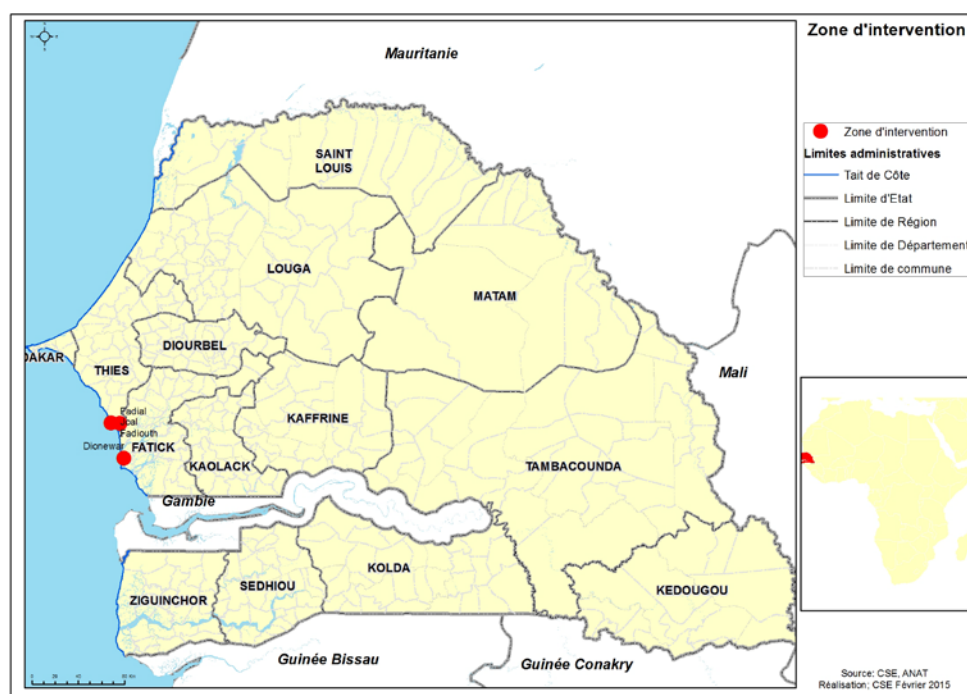 Zone d'intervention
Mauritanie
Zone d'intervention
Limites administratives
Tait de Côte
Limite d'Etat
Limite de Région
Limite de Département
Limite de commune
SAINT
LOUIS
LOUGA
MATAM
DIOURBEL
DAKAR
THIES
Mali
Fadial
Joal
Fadiouth
Dionewar
FATICK
KAFFRINE
KAOLACK
TAMBACOUNDA
Gambie
KOLDA
SEDHIOU
ZIGUINCHOR
KEDOUGOU
Guinée Bissau
Guinée Conakry
Source: CSE, ANAT
Réalisation; CSE Février 2015